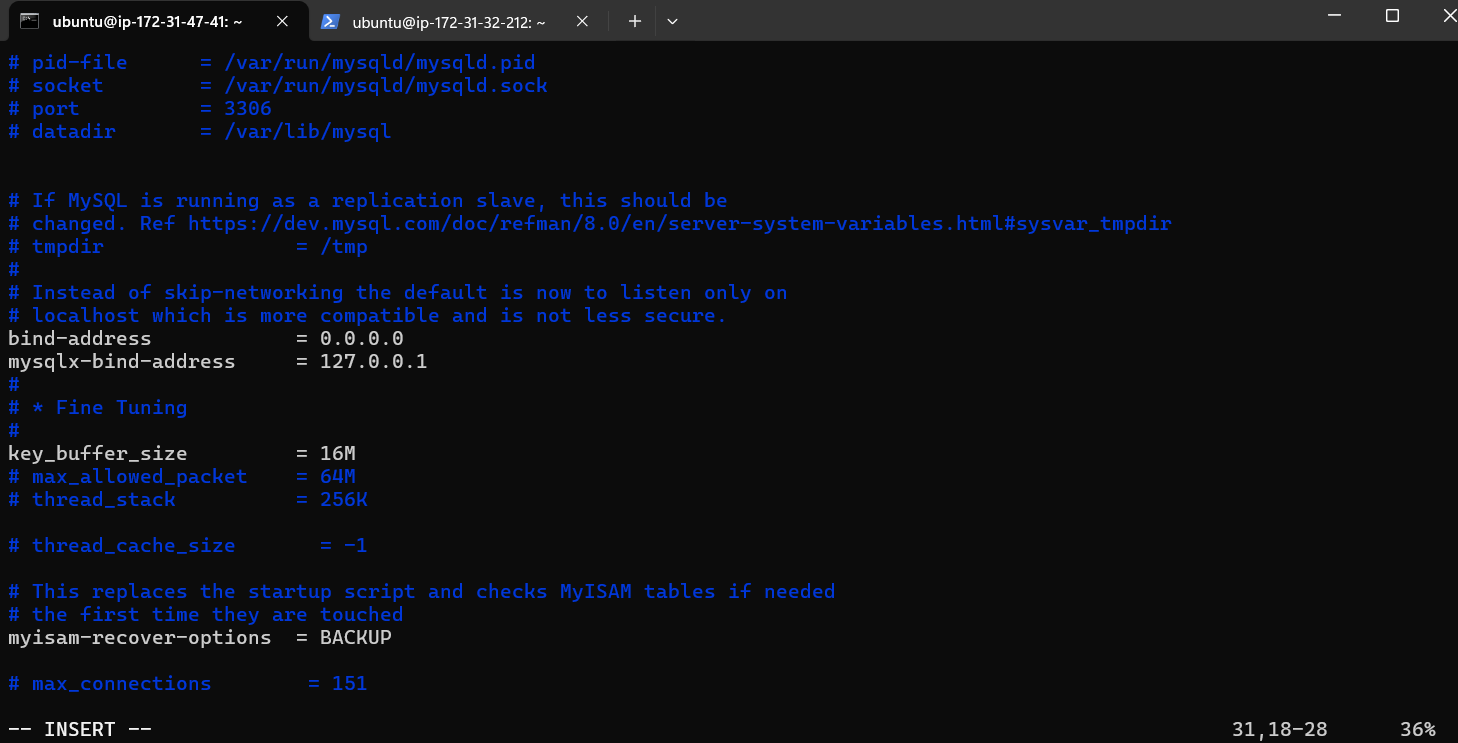 ubuntu@ip-172-31-47-41: ~
ubuntu@ip-172-31-32-212: ~
# pid-file      = /var/run/mysqld/mysqld.pid
# socket        = /var/run/mysqld/mysqld.sock
# port          = 3306
# datadir       = /var/lib/mysql
# If MySQL is running as a replication slave, this should be
# changed. Ref https://dev.mysql.com/doc/refman/8.0/en/server-system-variables.html#sysvar_tmpdir
# tmpdir                = /tmp
#
# Instead of skip-networking the default is now to listen only on
# localhost which is more compatible and is not less secure.
bind-address            = 0.0.0.0
mysqlx-bind-address     = 127.0.0.1
#
# * Fine Tuning
#
key_buffer_size         = 16M
# max_allowed_packet    = 64M
# thread_stack          = 256K
# thread_cache_size       = -1
# This replaces the startup script and checks MyISAM tables if needed
# the first time they are touched
myisam-recover-options  = BACKUP
# max_connections        = 151
-- INSERT -- 31,18-28 36%